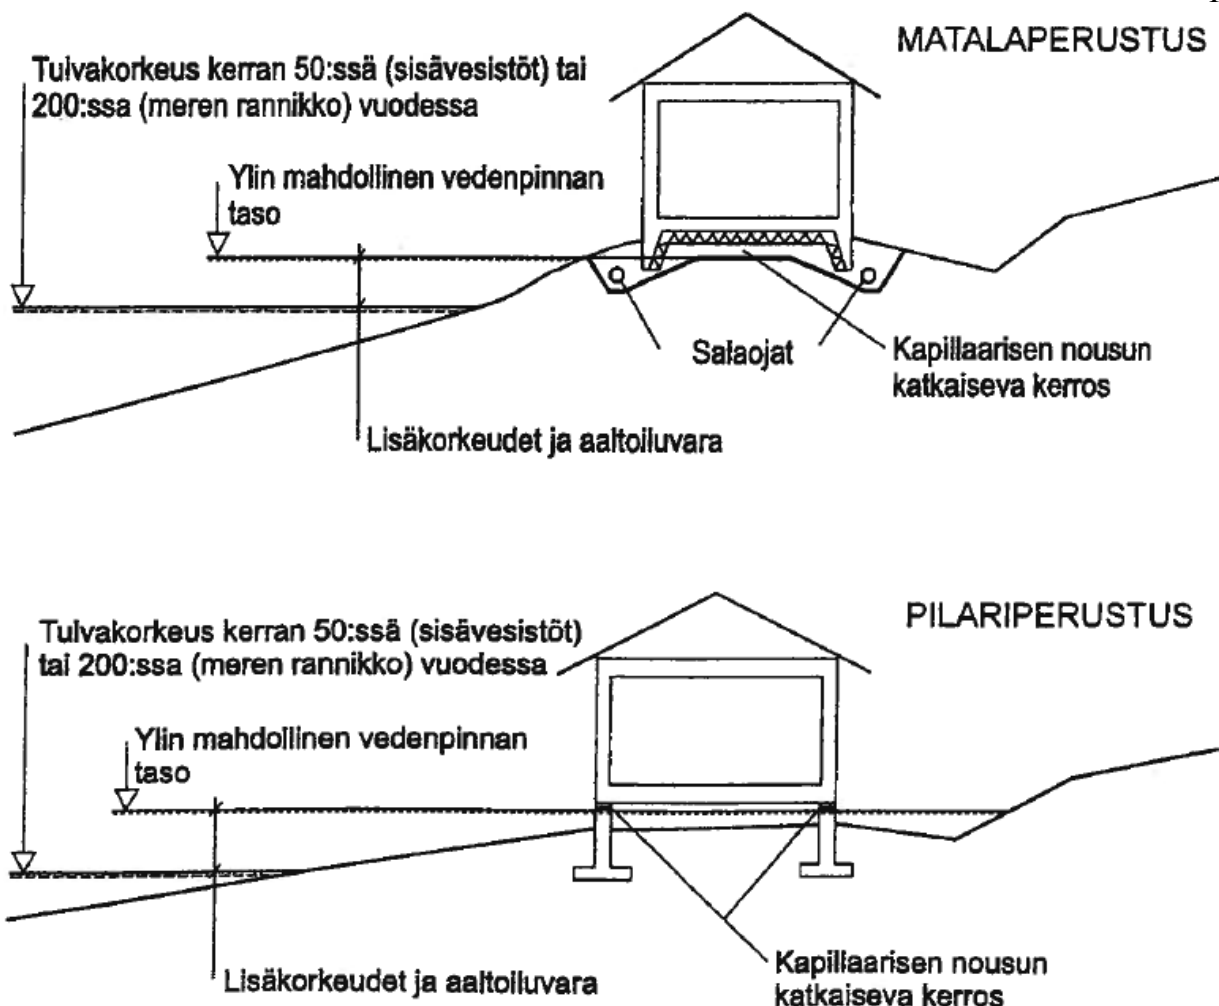 MATALAPERUSTUS
Tulvakorkeus kerran 50:ssä (sisävesistöt) tai
200:ssa (meren rannikko) vuodessa
Ylin mahdollinen vedenpinnan
taso
Salaojat
Kapillaarisen nousun
katkaiseva kerros
Lisäkorkeudet ja aaltoiluvara
PILARIPERUSTUS
Tulvakorkeus kerran 50:ssä (sisävesistöt)
tai 200:ssa (meren rannikko) vuodessa
Ylin mahdollinen vedenpinnan
taso
Lisäkorkeudet ja aaltoiluvara
Kapillaarisen nousun
katkaiseva kerros